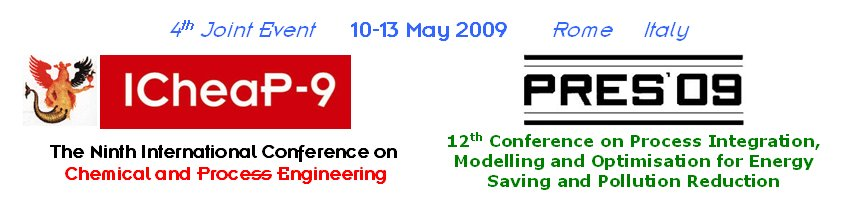 4th Joint Event 10-13 May 2009 Rome Italy
ICheaP-9
The Ninth International Conference on
Chemical and Process Engineering
PRES'09
12th Conference on Process Integration,
Modelling and Optimisation for Energy
Saving and Pollution Reduction